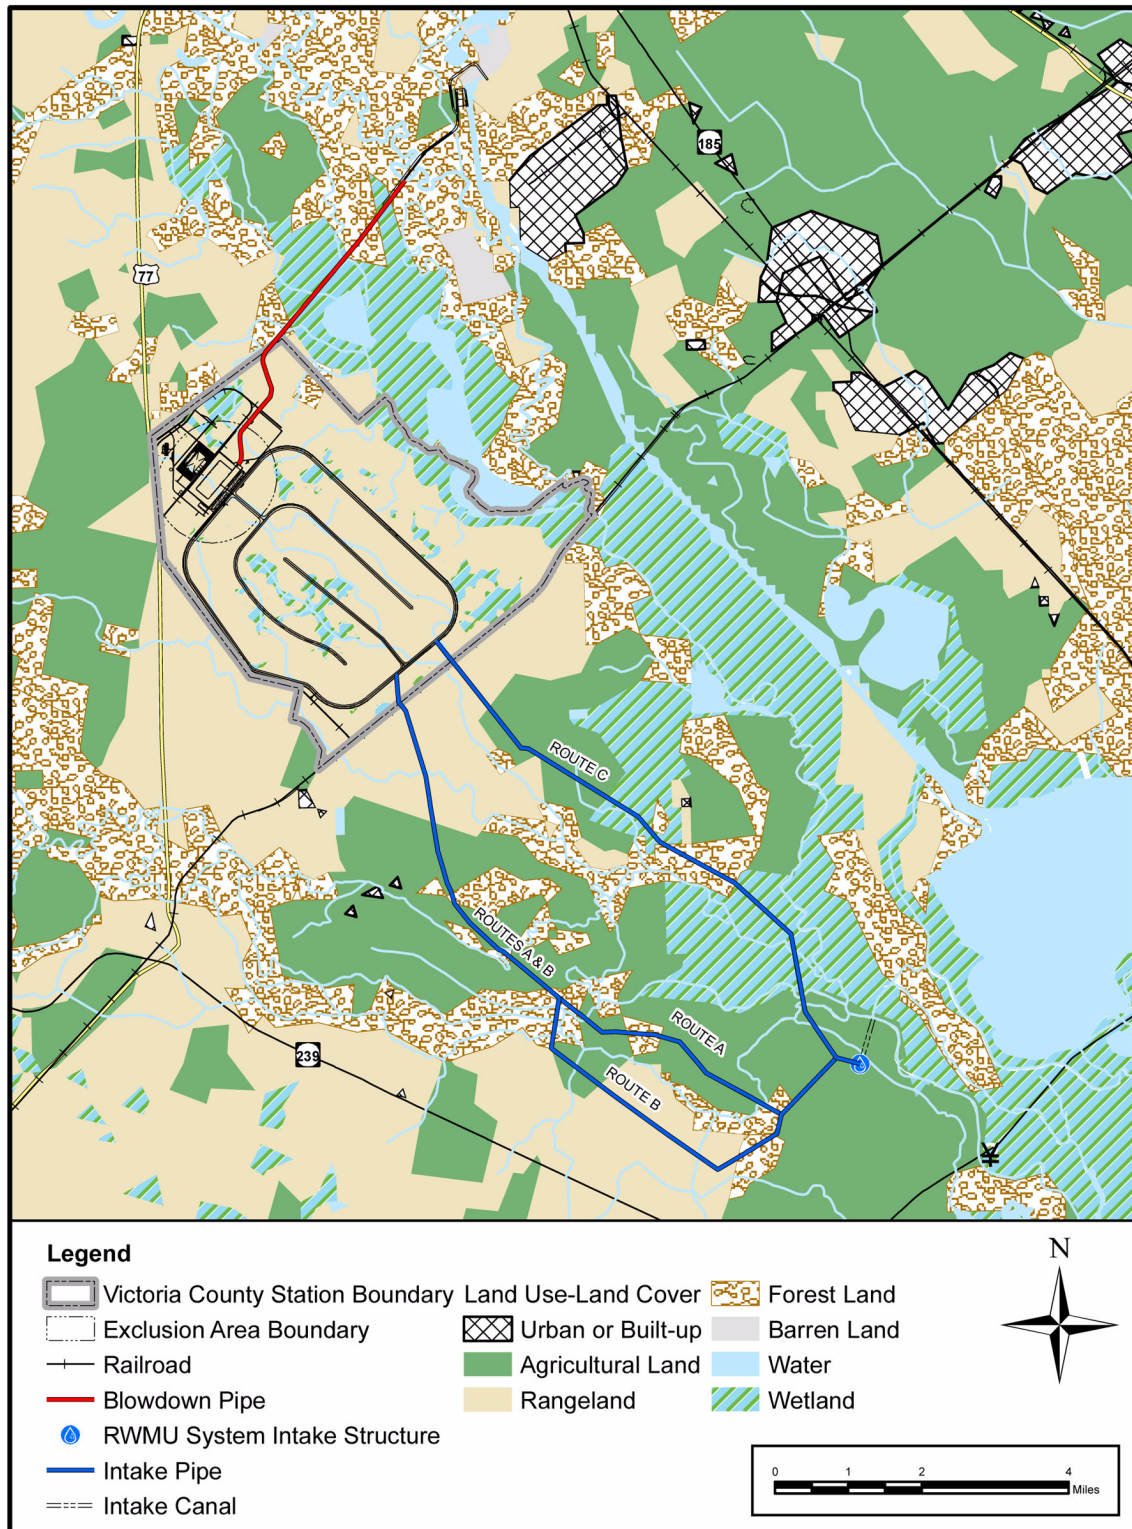 185
77
ROUTE C
ROUTES A & B
ROUTE A
239
ROUTE B
Legend
Victoria County Station Boundary
Exclusion Area Boundary
Railroad
Blowdown Pipe
RWMU System Intake Structure
Intake Pipe
Intake Canal
Land Use-Land Cover
Urban or Built-up
Agricultural Land
Rangeland
Forest Land
Barren Land
Water
Wetland
N
0 1 2 4
Miles